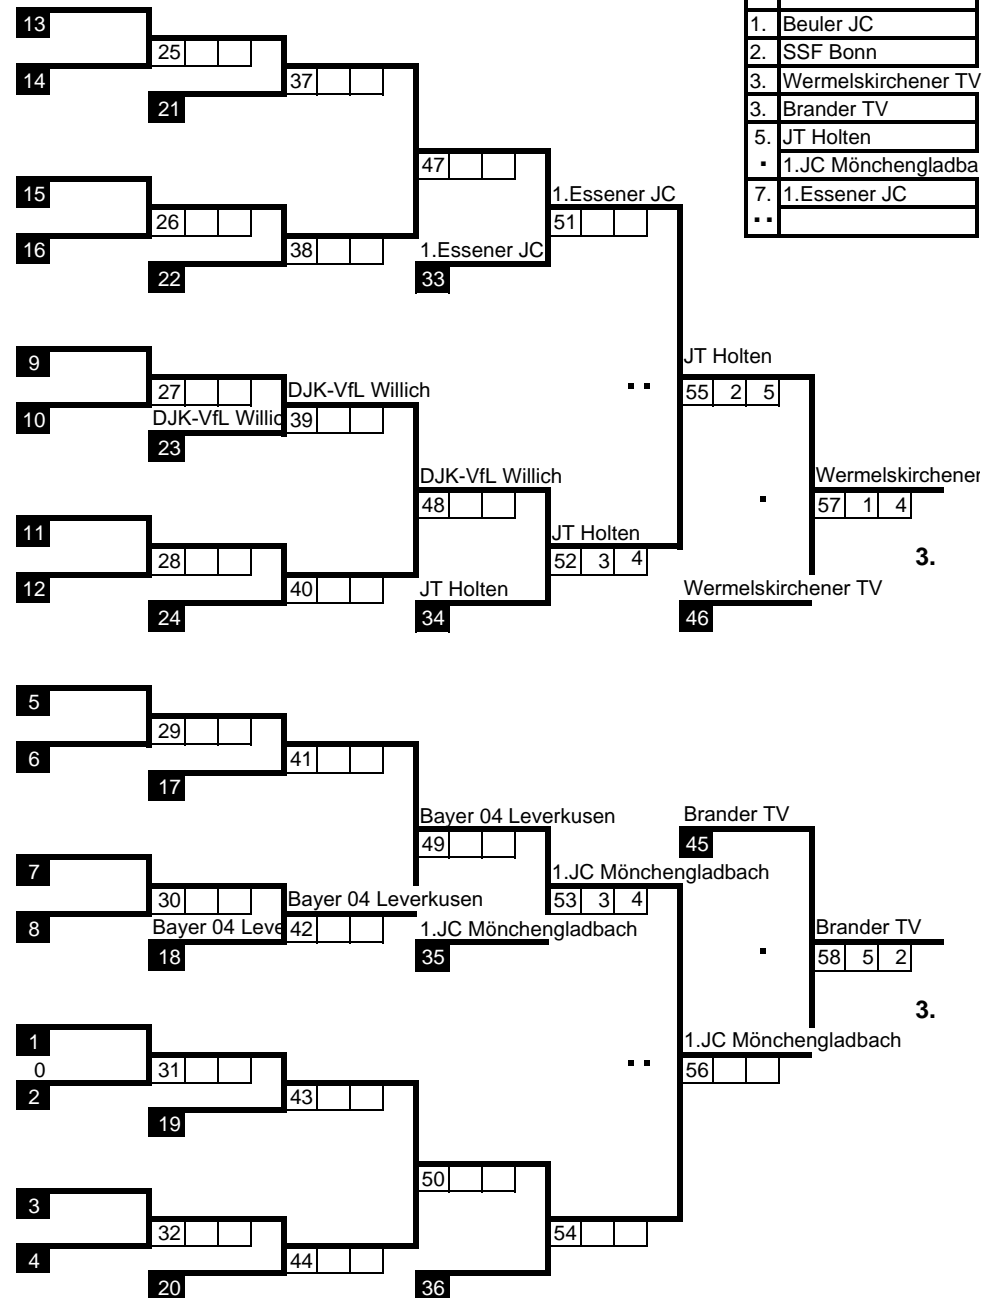 1. Beuler JC
2. SSF Bonn
3. Wermelskirchener TV
3. Brander TV
5. JT Holten
. 1.JC Mönchengladba
7. 1.Essener JC
. .
13
25
14
37
21
47
15
1.Essener JC
26
51
16
38
1.Essener JC
22
33
9
JT Holten
27
DJK-VfL Willich
. .
55 2 5
10
DJK-VfL Willic
39
23
DJK-VfL Willich
Wermelskirchener
48
.
57 1 4
11
JT Holten
28
52 3 4
3.
12
40
JT Holten
Wermelskirchener TV
24
34
46
5
29
6
41
17
Bayer 04 Leverkusen
Brander TV
49
45
7
1.JC Mönchengladbach
30
Bayer 04 Leverkusen
53 3 4
8
Bayer 04 Leve
42
1.JC Mönchengladbach
Brander TV
18
35
.
58 5 2
3.
1
1.JC Mönchengladbach
0
31
. .
56
2
43
19
50
3
32
54
4
44
20
36